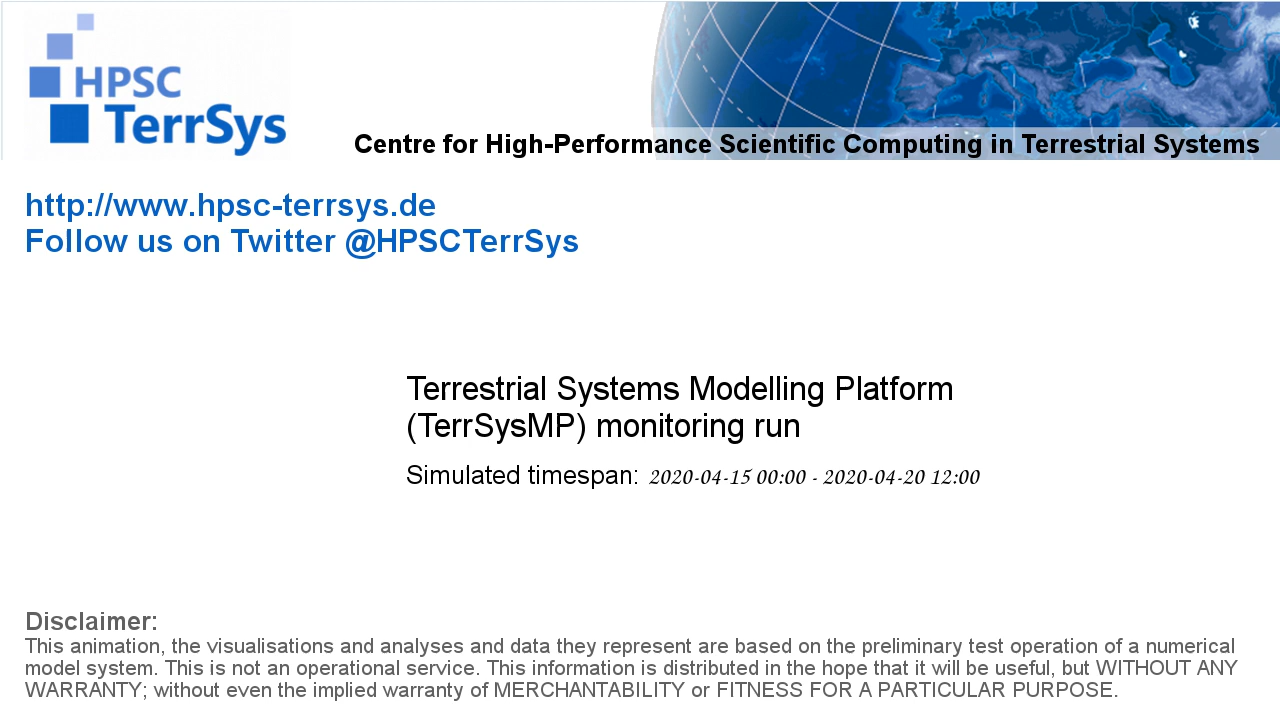 HPSC
TerrSys
Centre for High-Performance Scientific Computing in Terrestrial Systems
http://www.hpsc-terrsys.de
Follow us on Twitter @HPSCTerrSys
Terrestrial Systems Modelling Platform
(TerrSysMP) monitoring run
Simulated timespan: 2020-04-15 00:00 - 2020-04-20 12:00
Disclaimer:
This animation, the visualisations and analyses and data they represent are based on the preliminary test operation of a numerical
model system. This is not an operational service. This information is distributed in the hope that it will be useful, but WITHOUT ANY
WARRANTY; without even the implied warranty of MERCHANTABILITY or FITNESS FOR A PARTICULAR PURPOSE.